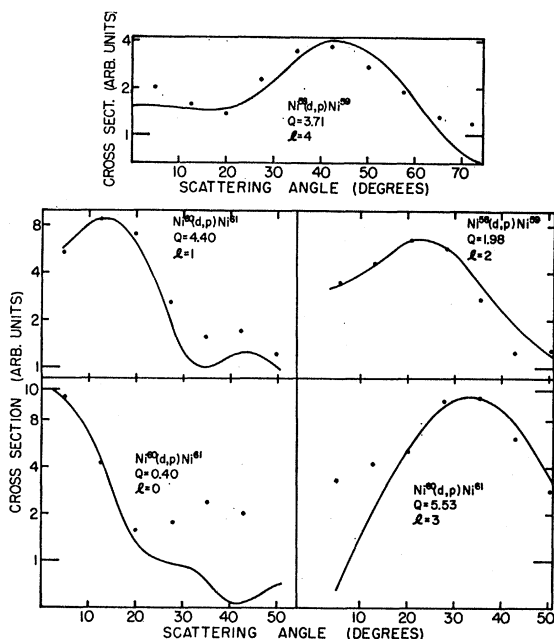 CROSS SECT. (ARB. UNITS)
4
2
1
Ni⁵⁸(d,p)Ni⁵⁹
Q=3.71
ℓ=4
0 10 20 30 40 50 60 70
SCATTERING ANGLE (DEGREES)
CROSS SECTION (ARB. UNITS)
8
4
2
1
Ni⁶⁰(d,p)Ni⁶¹
Q=4.40
ℓ=1
Ni⁵⁸(d,p)Ni⁵⁹
Q=1.98
ℓ=2
10
4
2
1
Ni⁶⁰(d,p)Ni⁶¹
Q=0.40
ℓ=0
Ni⁶⁰(d,p)Ni⁶¹
Q=5.53
ℓ=3
0 10 20 30 40 50 0 10 20 30 40 50
SCATTERING ANGLE (DEGREES)